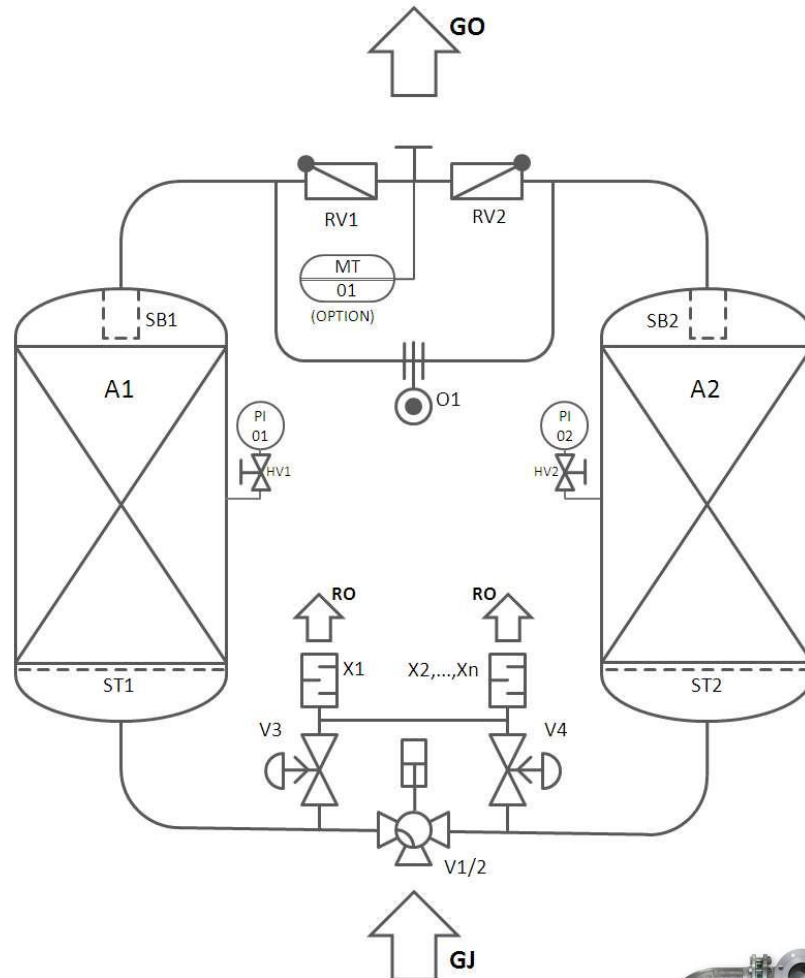 GO
RV1
RV2
MT
01
(OPTION)
SB1
SB2
A1
A2
O1
PI
01
HV1
PI
02
HV2
RO
RO
X1
X2,...,Xn
ST1
ST2
V3
V4
V1/2
GJ